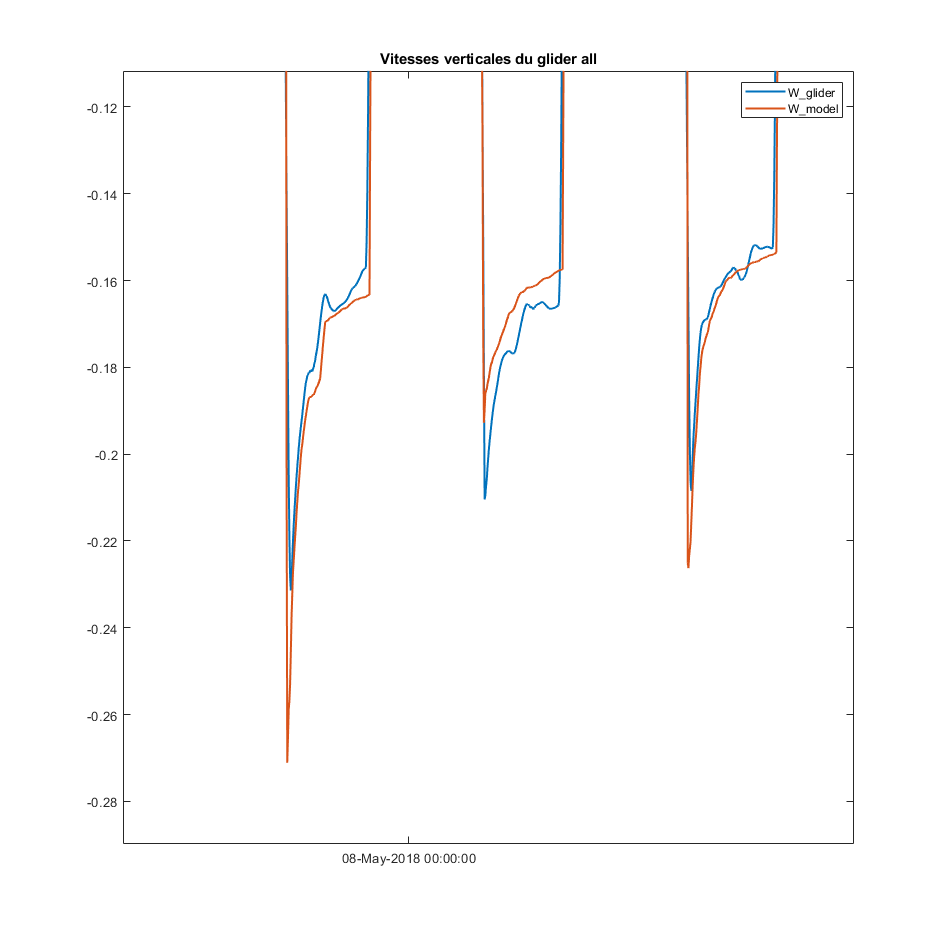 Vitesses verticales du glider all
W_glider
W_model
-0.12
-0.14
-0.16
-0.18
-0.2
-0.22
-0.24
-0.26
-0.28
08-May-2018 00:00:00